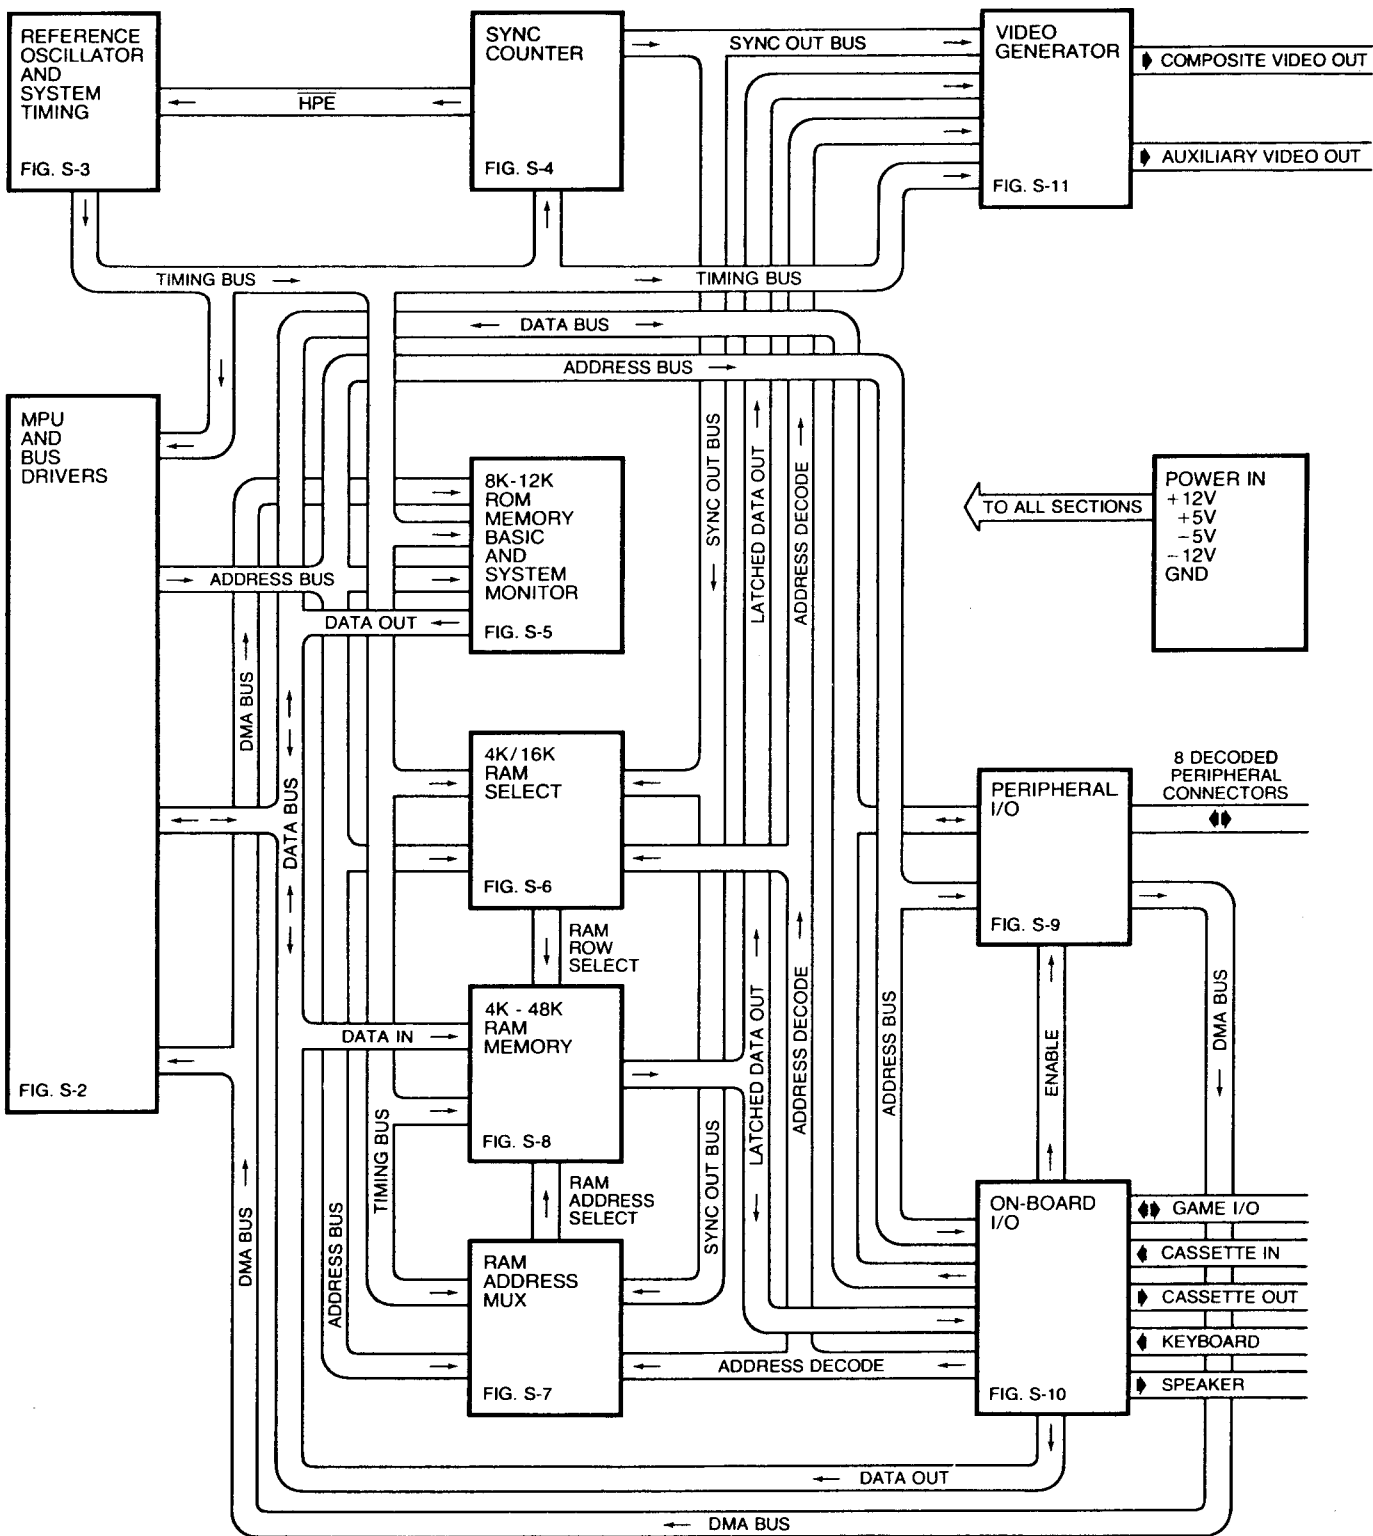 REFERENCE
OSCILLATOR
AND
SYSTEM
TIMING
FIG. S-3
HPE
SYNC
COUNTER
FIG. S-4
SYNC OUT BUS
VIDEO
GENERATOR
FIG. S-11
COMPOSITE VIDEO OUT
AUXILIARY VIDEO OUT
TIMING BUS
TIMING BUS
DATA BUS
ADDRESS BUS
MPU
AND
BUS
DRIVERS
FIG. S-2
8K-12K
ROM
MEMORY
BASIC
AND
SYSTEM
MONITOR
FIG. S-5
ADDRESS BUS
DATA OUT
DMA BUS
DATA BUS
SYNC OUT BUS
LATCHED DATA OUT
ADDRESS DECODE
TO ALL SECTIONS
POWER IN
+12V
+5V
-5V
-12V
GND
4K/16K
RAM
SELECT
FIG. S-6
RAM
ROW
SELECT
PERIPHERAL
I/O
FIG. S-9
8 DECODED
PERIPHERAL
CONNECTORS
4K - 48K
RAM
MEMORY
FIG. S-8
DATA IN
LATCHED DATA OUT
ADDRESS DECODE
ADDRESS BUS
ENABLE
DMA BUS
RAM
ADDRESS
SELECT
DMA BUS
ADDRESS BUS
TIMING BUS
SYNC OUT BUS
RAM
ADDRESS
MUX
FIG. S-7
ADDRESS DECODE
ON-BOARD
I/O
FIG. S-10
GAME I/O
CASSETTE IN
CASSETTE OUT
KEYBOARD
SPEAKER
DATA OUT
DMA BUS